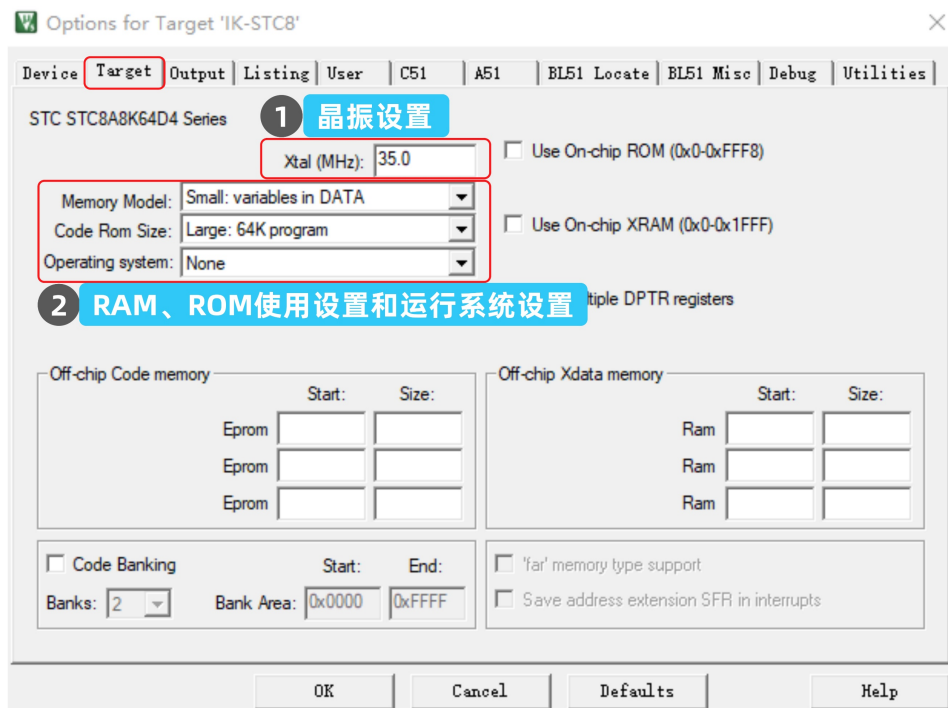 Options for Target 'IK-STC8'
Device Target Output Listing User C51 A51 BL51 Locate BL51 Misc Debug Utilities
STC STC8A8K64D4 Series
1 晶振设置
Xtal (MHz): 35.0
Use On-chip ROM (0x0-0xFFF8)
Memory Model: Small: variables in DATA
Code Rom Size: Large: 64K program
Use On-chip XRAM (0x0-0x1FFF)
Operating system: None
2 RAM、ROM使用设置和运行系统设置
tiple DPTR registers
Off-chip Code memory
Start: Size:
Eprom
Eprom
Eprom
Off-chip Xdata memory
Start: Size:
Ram
Ram
Ram
Code Banking Start: End:
Banks: 2 Bank Area: 0x0000 0xFFFF
'far' memory type support
Save address extension SFR in interrupts
OK Cancel Defaults Help